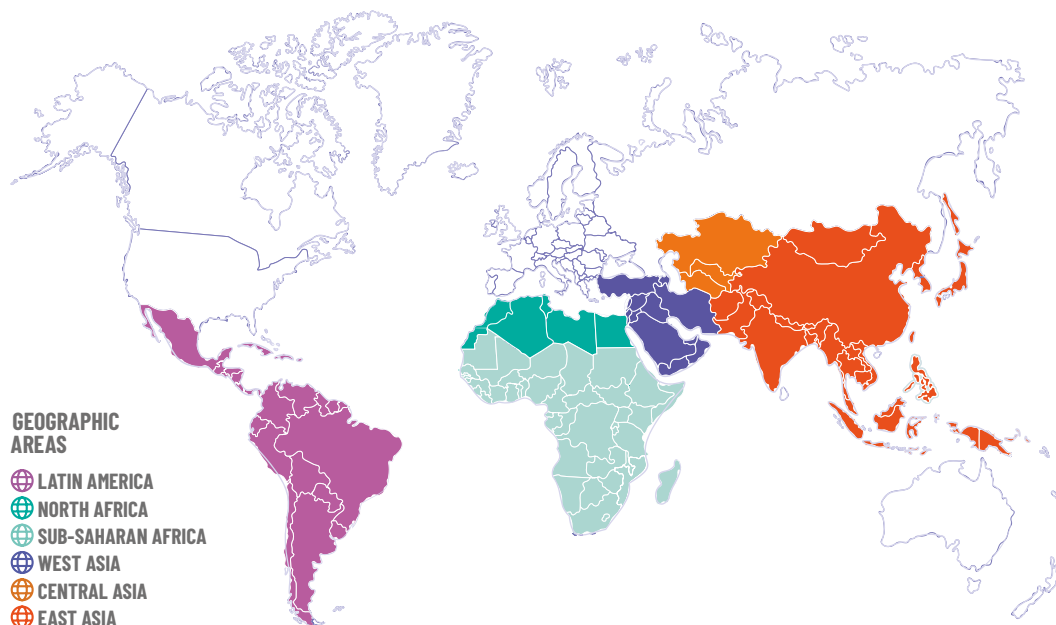 GEOGRAPHIC
AREAS
LATIN AMERICA
NORTH AFRICA
SUB-SAHARAN AFRICA
WEST ASIA
CENTRAL ASIA
EAST ASIA